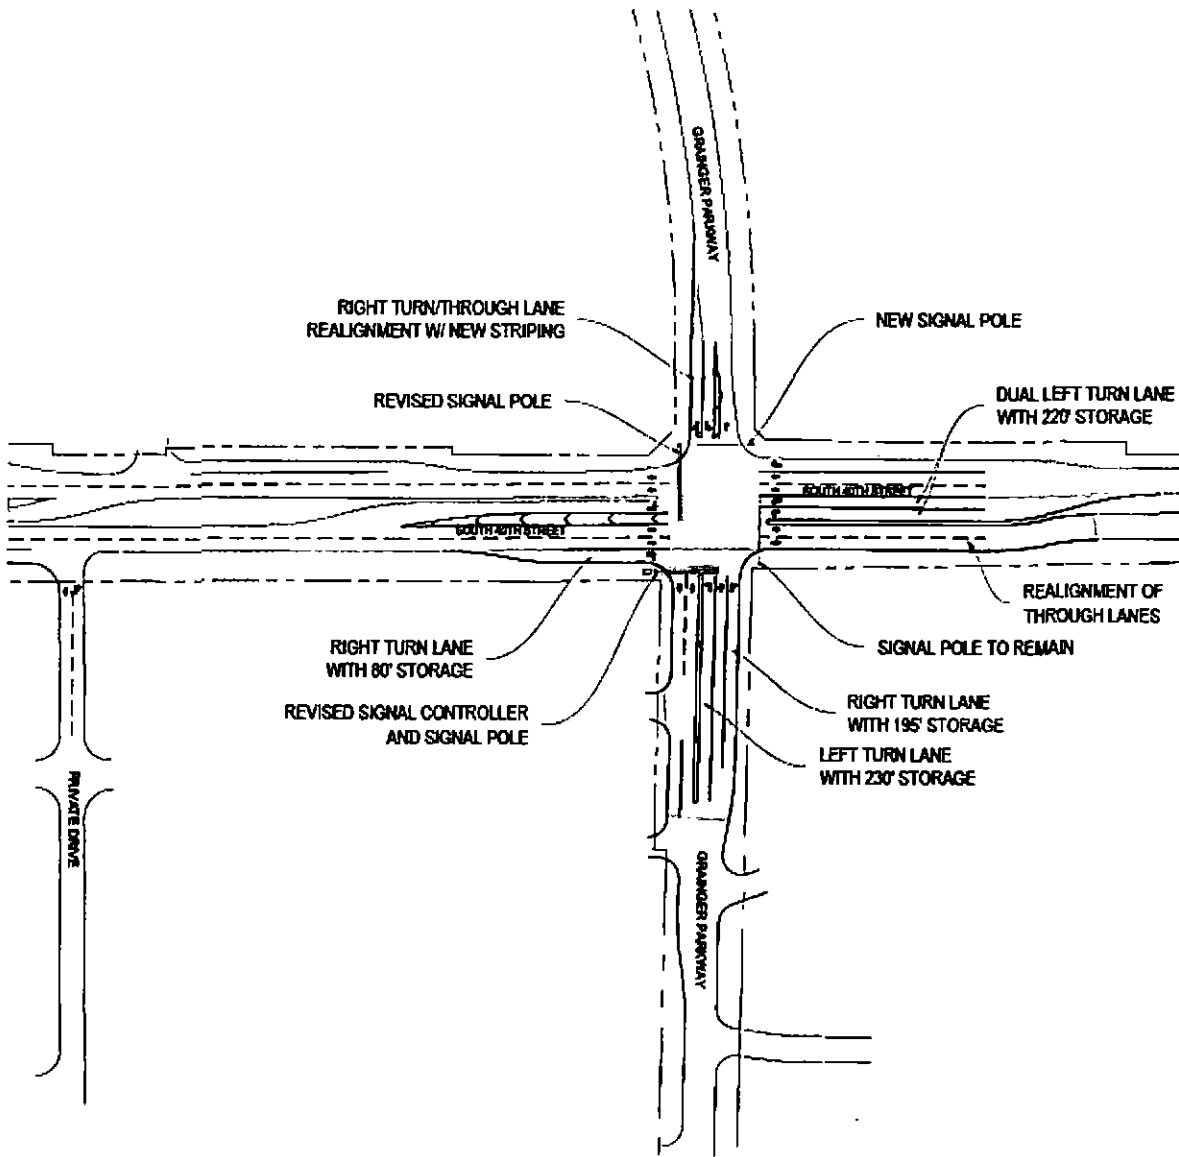 GRAINGER PARKWAY
RIGHT TURN/THROUGH LANE
REALIGNMENT W/ NEW STRIPING
NEW SIGNAL POLE
REVISED SIGNAL POLE
DUAL LEFT TURN LANE
WITH 220' STORAGE
SOUTH 40TH STREET
SOUTH 40TH STREET
REALIGNMENT OF
THROUGH LANES
RIGHT TURN LANE
WITH 80' STORAGE
SIGNAL POLE TO REMAIN
REVISED SIGNAL CONTROLLER
AND SIGNAL POLE
RIGHT TURN LANE
WITH 195' STORAGE
LEFT TURN LANE
WITH 230' STORAGE
PRIVATE DRIVE
GRAINGER PARKWAY